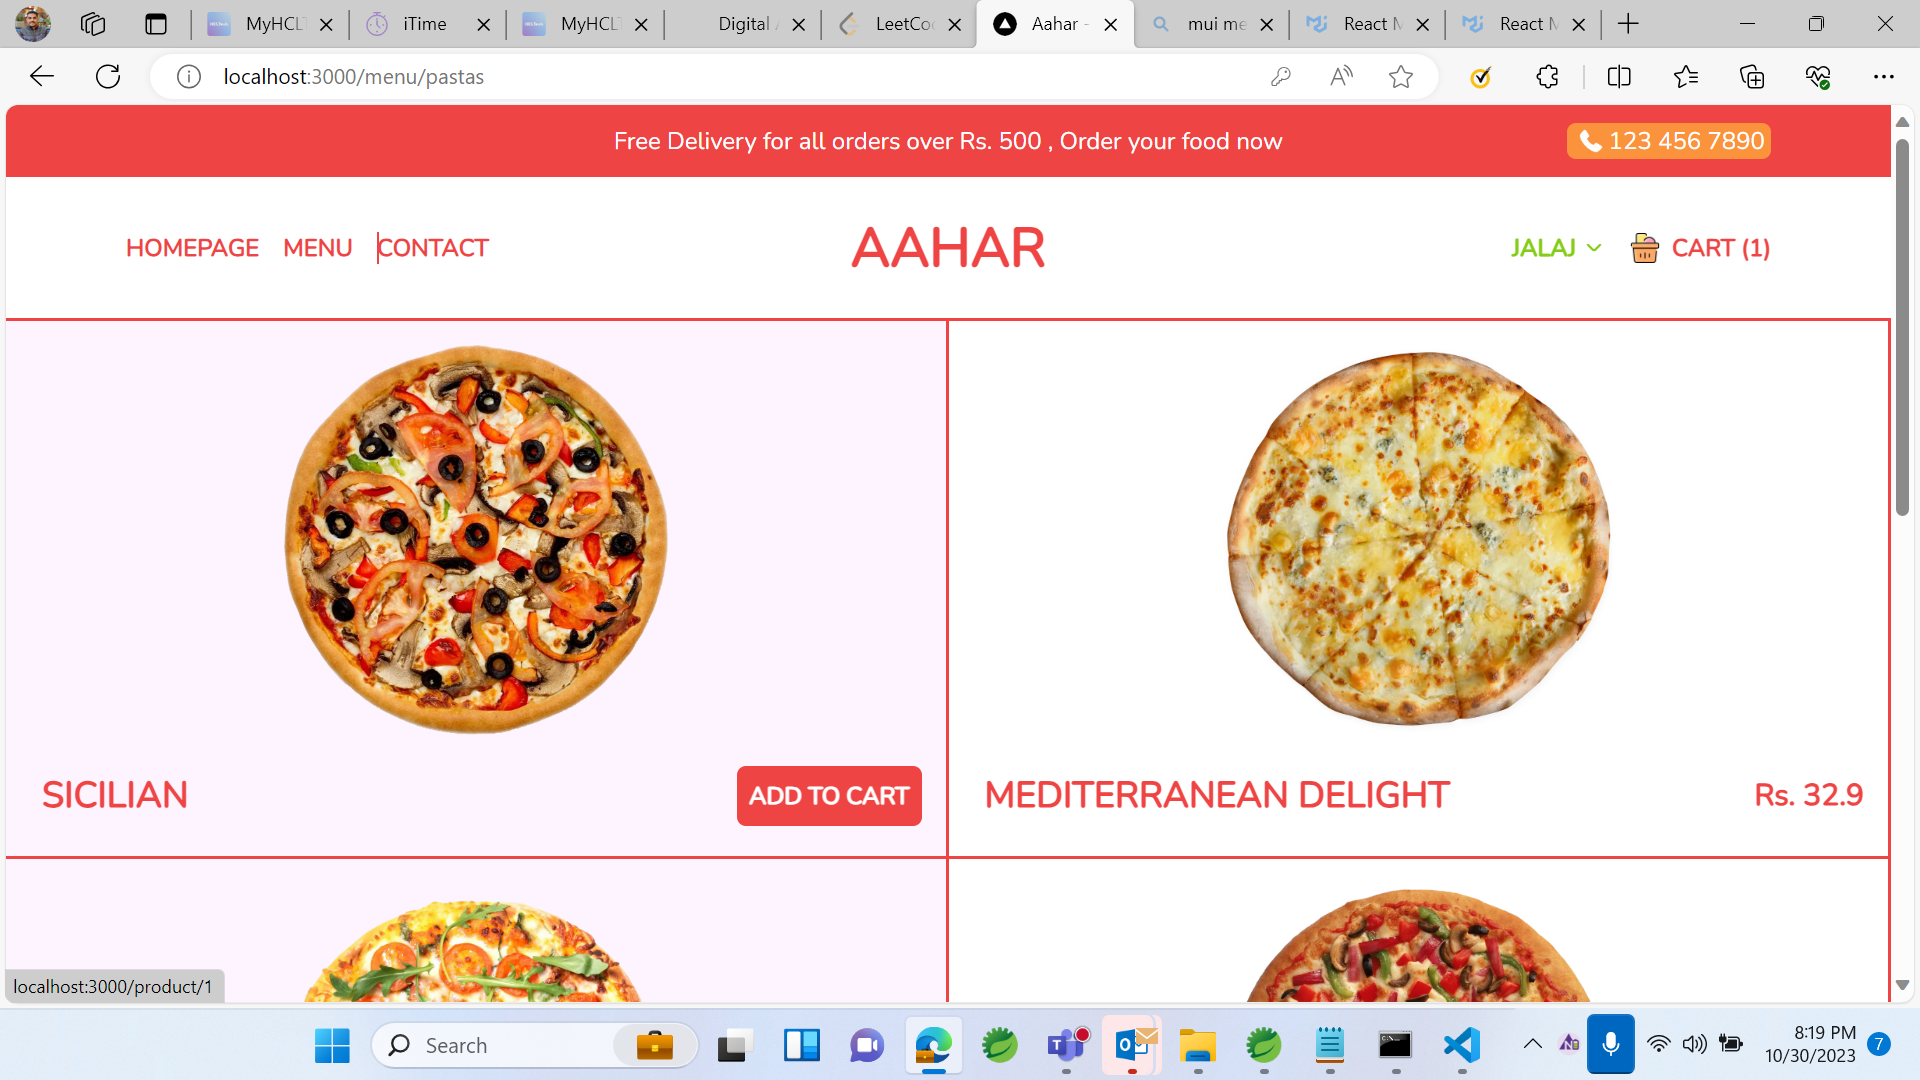 MyHCL
iTime
MyHCL
Digital
LeetCo
Aahar -
mui me
React M
React M
localhost:3000/menu/pastas
Free Delivery for all orders over Rs. 500 , Order your food now
123 456 7890
HOMEPAGE MENU CONTACT
AAHAR
JALAJ
CART (1)
SICILIAN
ADD TO CART
MEDITERRANEAN DELIGHT
Rs. 32.9
localhost:3000/product/1
Search
8:19 PM
10/30/2023
7